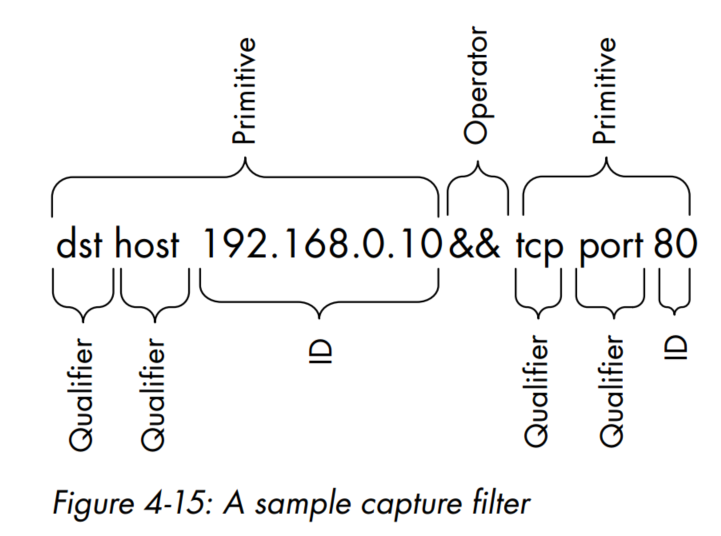 Primitive Operator Primitive
dst host 192.168.0.10 && tcp port 80
Qualifier Qualifier ID Qualifier Qualifier ID
Figure 4-15: A sample capture filter